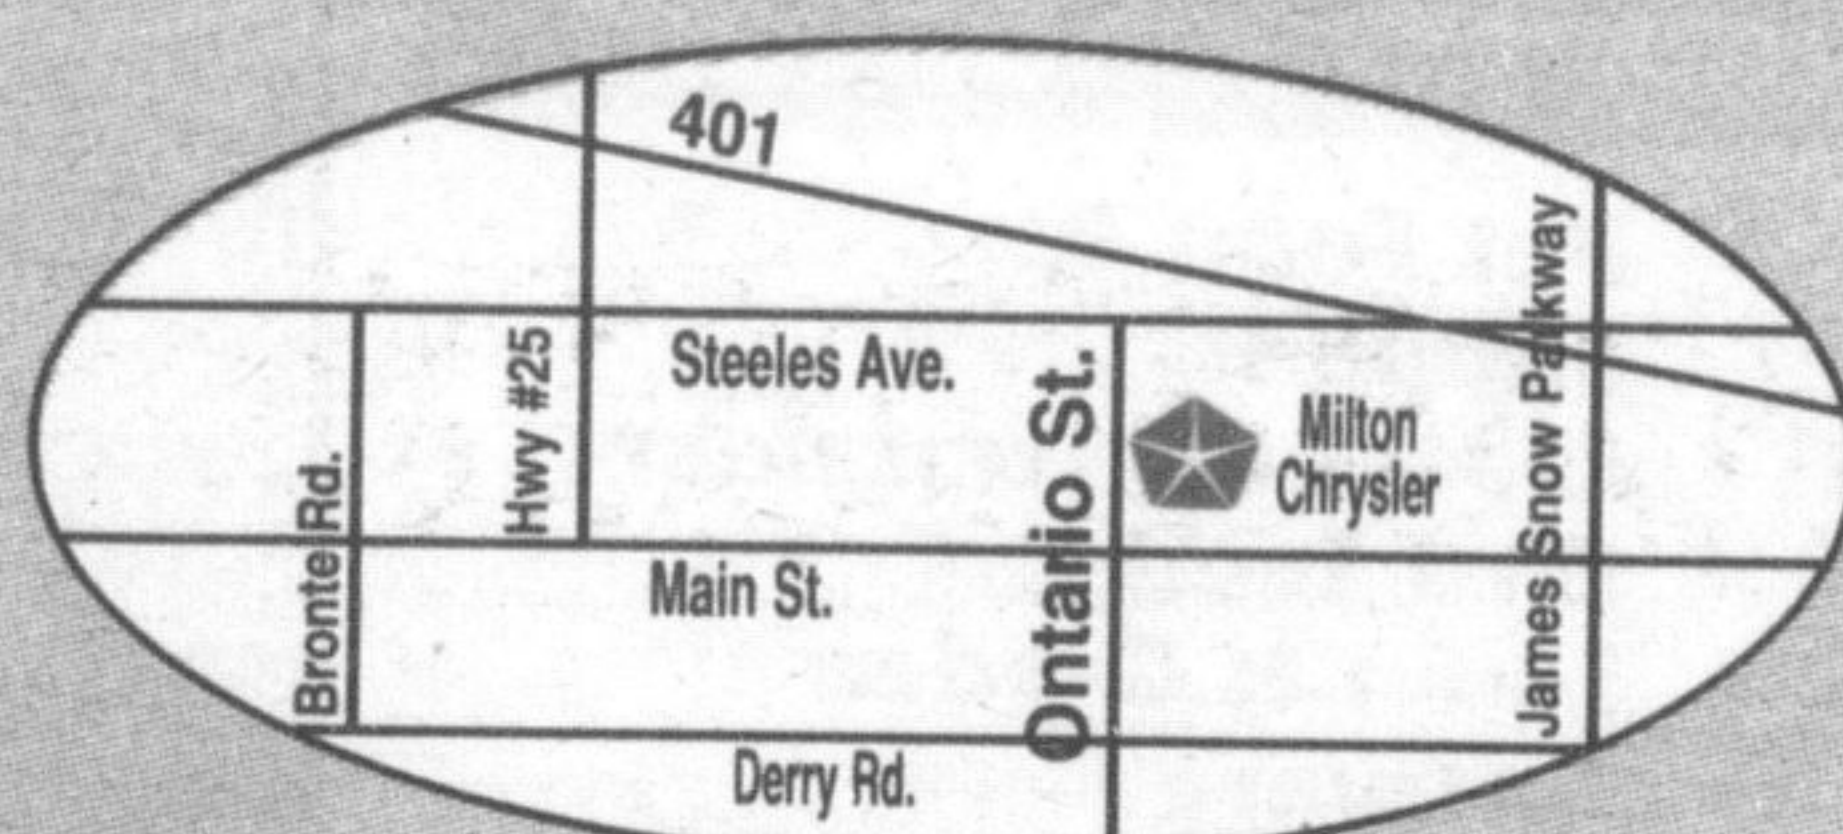 401
Steeles Ave.
Hwy #25
Ontario St.
Milton
Chrysler
James Snow Parkway
Bronte Rd.
Main St.
Derry Rd.